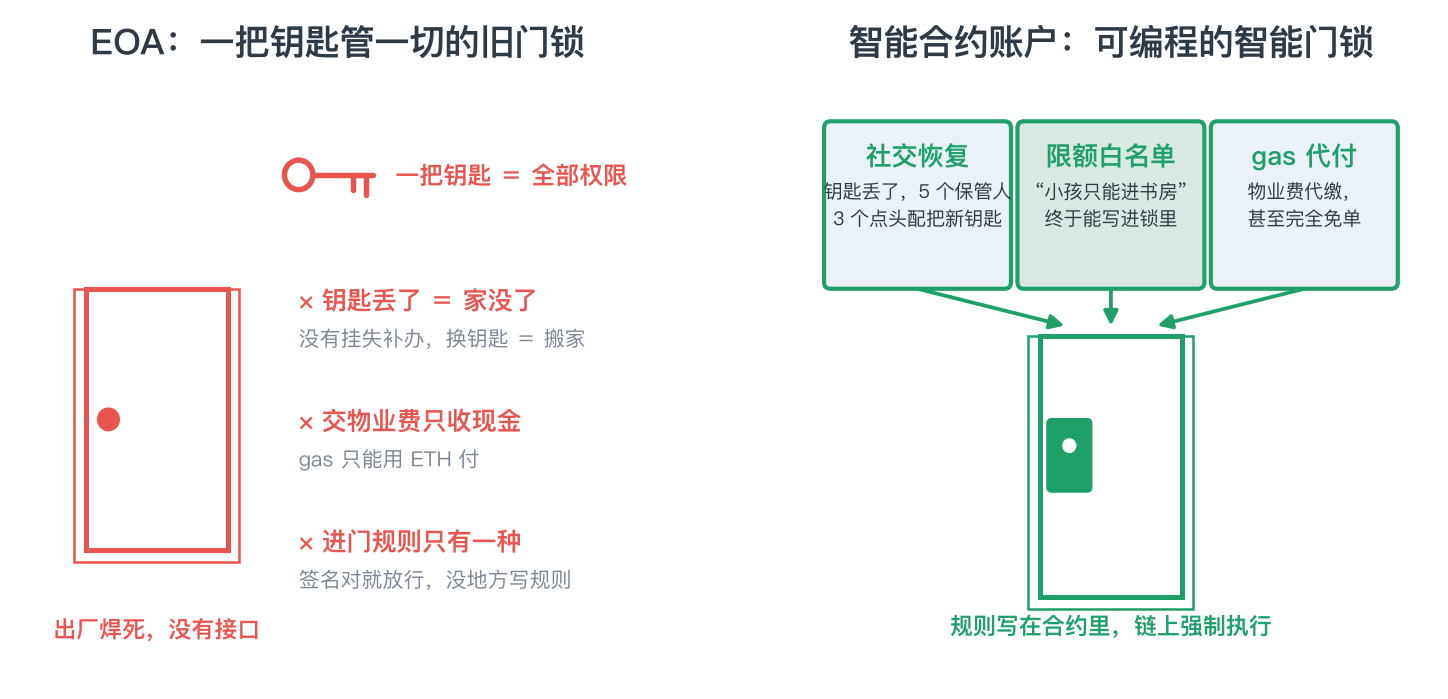 EOA：一把钥匙管一切的旧门锁
一把钥匙 = 全部权限
× 钥匙丢了 = 家没了
没有挂失补办，换钥匙 = 搬家
× 交物业费只收现金
gas 只能用 ETH 付
× 进门规则只有一种
签名对就放行，没地方写规则
出厂焊死，没有接口
智能合约账户：可编程的智能门锁
社交恢复
钥匙丢了，5 个保管人
3 个点头配把新钥匙
限额白名单
“小孩只能进书房”
终于能写进锁里
gas 代付
物业费代缴，
甚至完全免单
规则写在合约里，链上强制执行